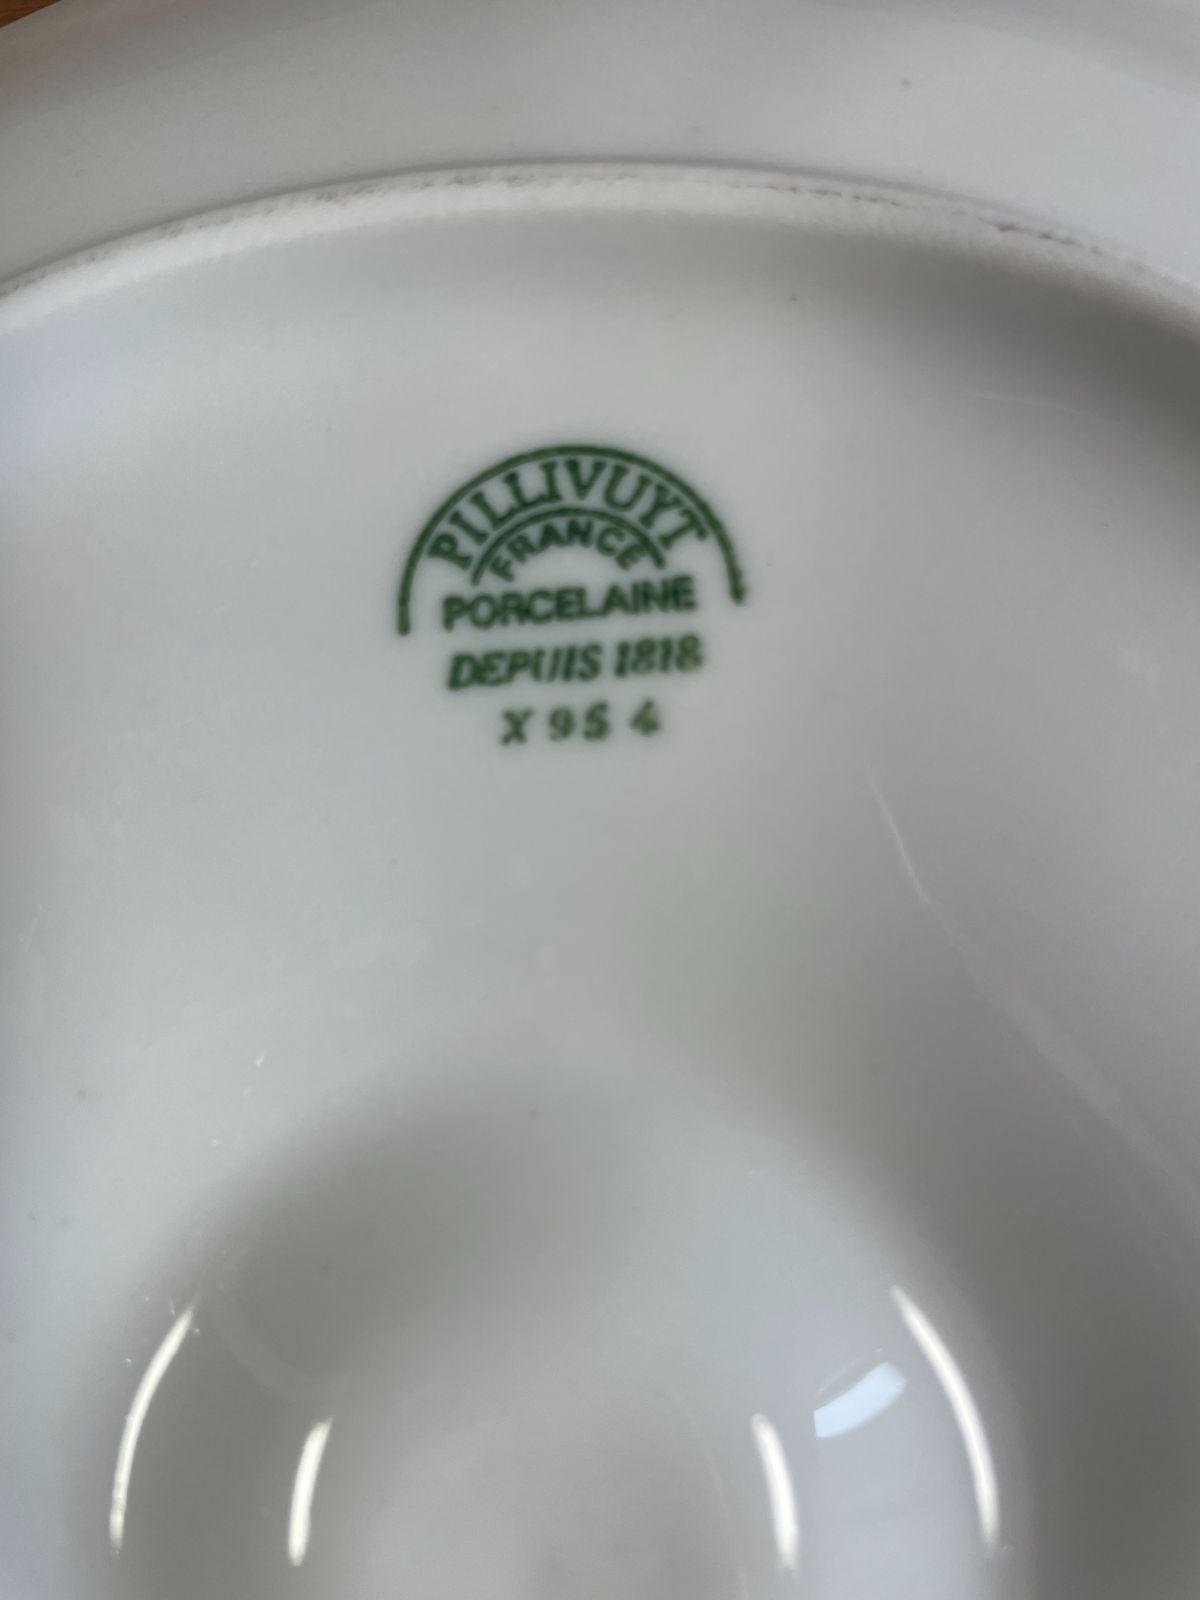 PILLIVUYT
FRANCE
PORCELAINE
DEPUIS 1818
X 95 4